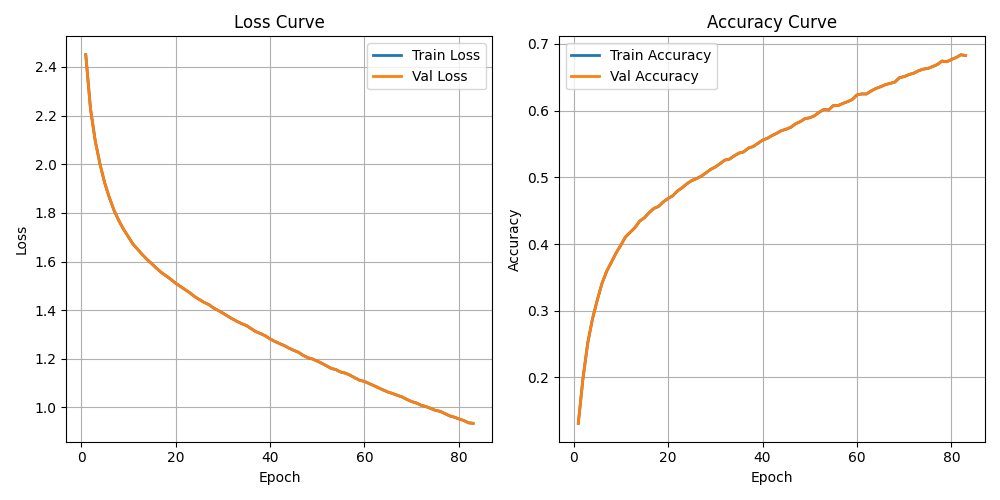 Loss Curve
Train Loss
Val Loss
2.4
2.2
2.0
1.8
1.6
1.4
1.2
1.0
0
20
40
60
80
Epoch
Loss
Accuracy Curve
Train Accuracy
Val Accuracy
0.7
0.6
0.5
0.4
0.3
0.2
0
20
40
60
80
Epoch
Accuracy